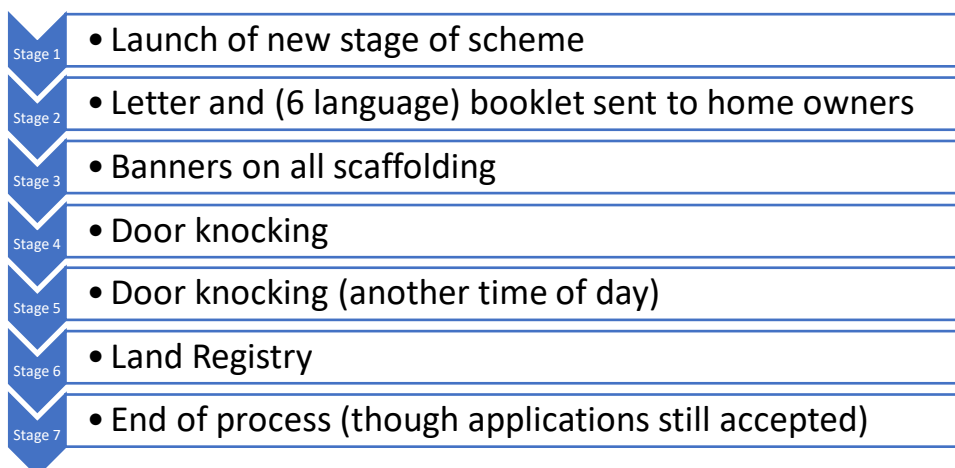 Stage 1
• Launch of new stage of scheme
Stage 2
• Letter and (6 language) booklet sent to home owners
Stage 3
• Banners on all scaffolding
Stage 4
• Door knocking
Stage 5
• Door knocking (another time of day)
Stage 6
• Land Registry
Stage 7
• End of process (though applications still accepted)